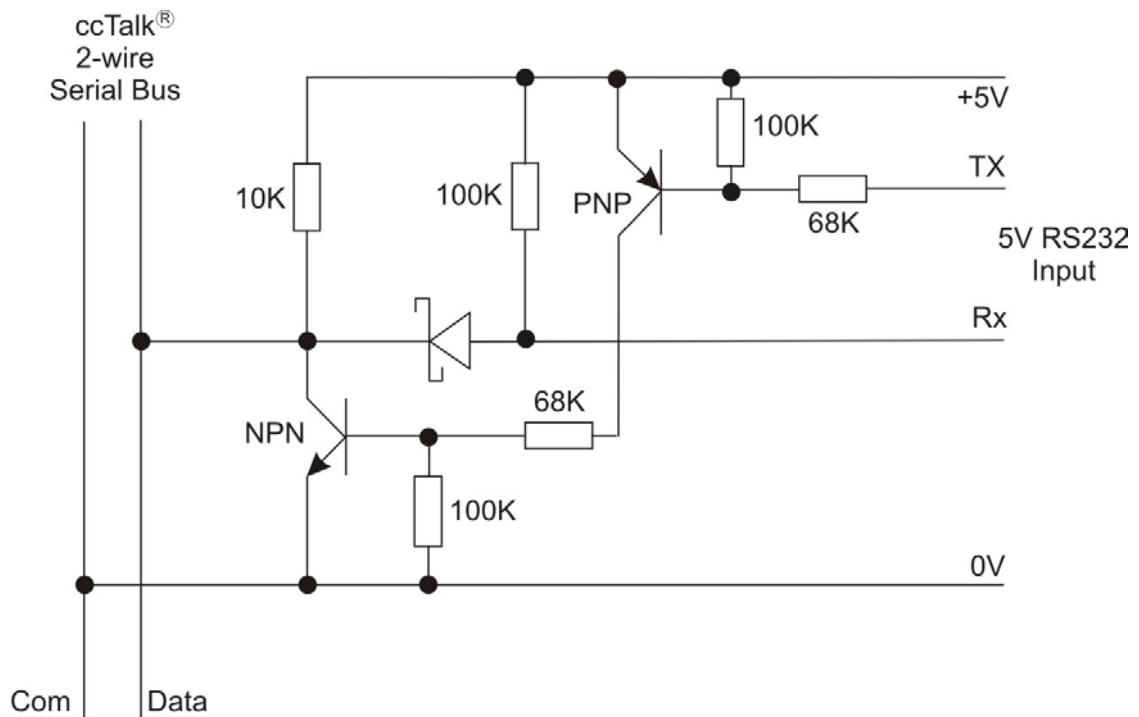 ccTalk®
2-wire
Serial Bus
+5V
100K
TX
10K
100K
PNP
68K
5V RS232
Input
Rx
68K
NPN
100K
0V
Com
Data